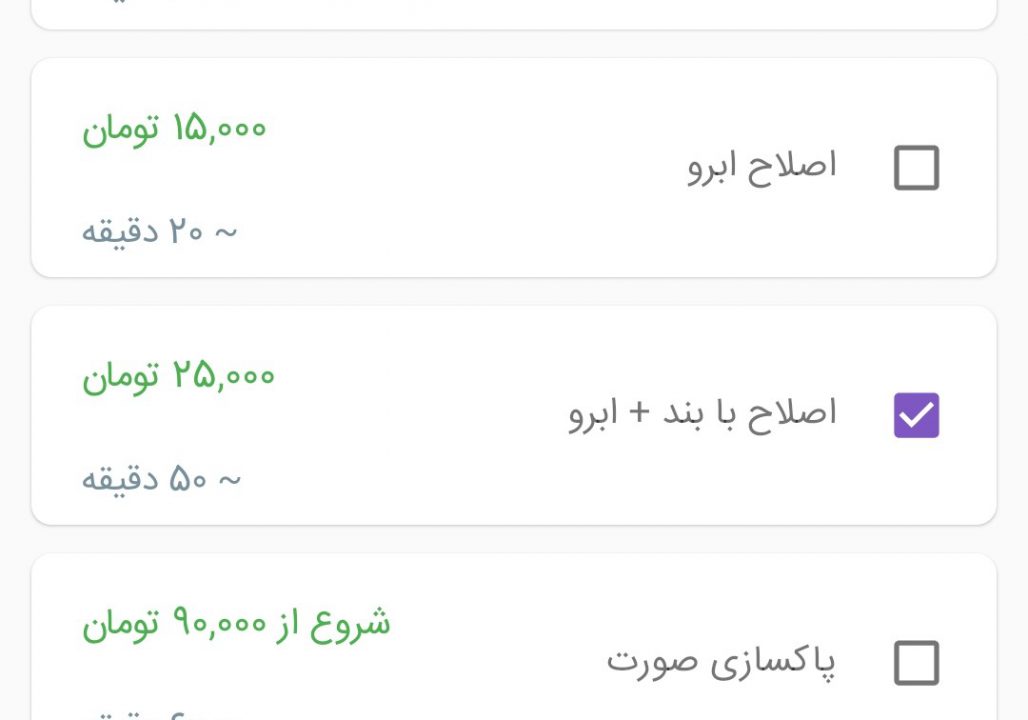 ۱۵,۰۰۰ تومان
اصلاح ابرو
~ ۲۰ دقیقه
۲۵,۰۰۰ تومان
اصلاح با بند + ابرو
~ ۵۰ دقیقه
شروع از ۹۰,۰۰۰ تومان
پاکسازی صورت